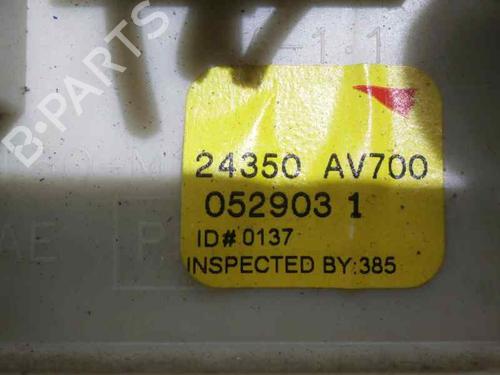 B-PARTS
24350 AV700
052903 1
ID# 0137
INSPECTED BY:385